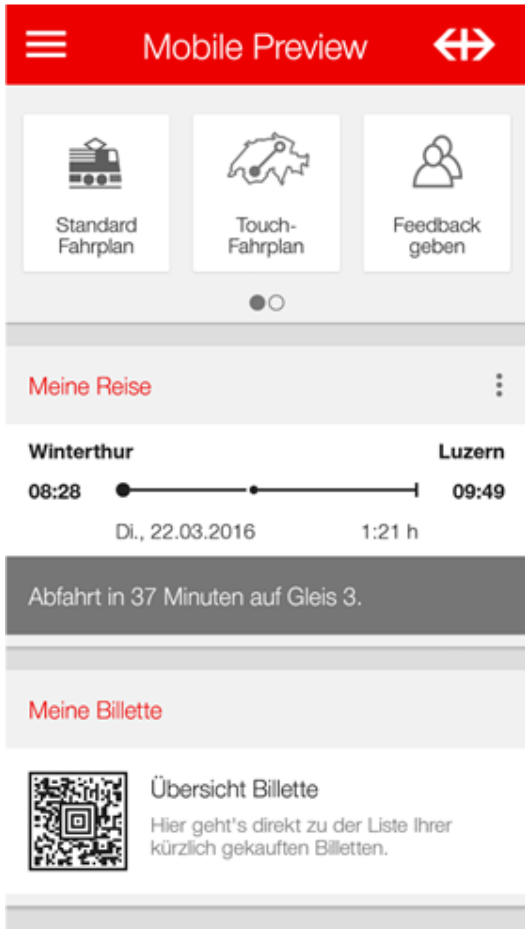 Mobile Preview
Standard
Fahrplan
Touch-
Fahrplan
Feedback
geben
Meine Reise
Winterthur
Luzern
08:28
09:49
Di., 22.03.2016
1:21 h
Abfahrt in 37 Minuten auf Gleis 3.
Meine Billette
Übersicht Billette
Hier geht's direkt zu der Liste Ihrer
kürzlich gekauften Billetten.